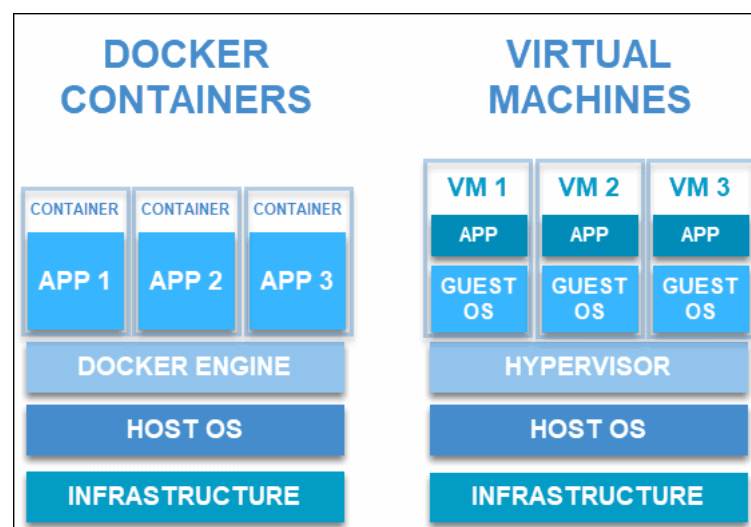 DOCKER
CONTAINERS
CONTAINER
CONTAINER
CONTAINER
APP 1
APP 2
APP 3
DOCKER ENGINE
HOST OS
INFRASTRUCTURE
VIRTUAL
MACHINES
VM 1
VM 2
VM 3
APP
APP
APP
GUEST
OS
GUEST
OS
GUEST
OS
HYPERVISOR
HOST OS
INFRASTRUCTURE